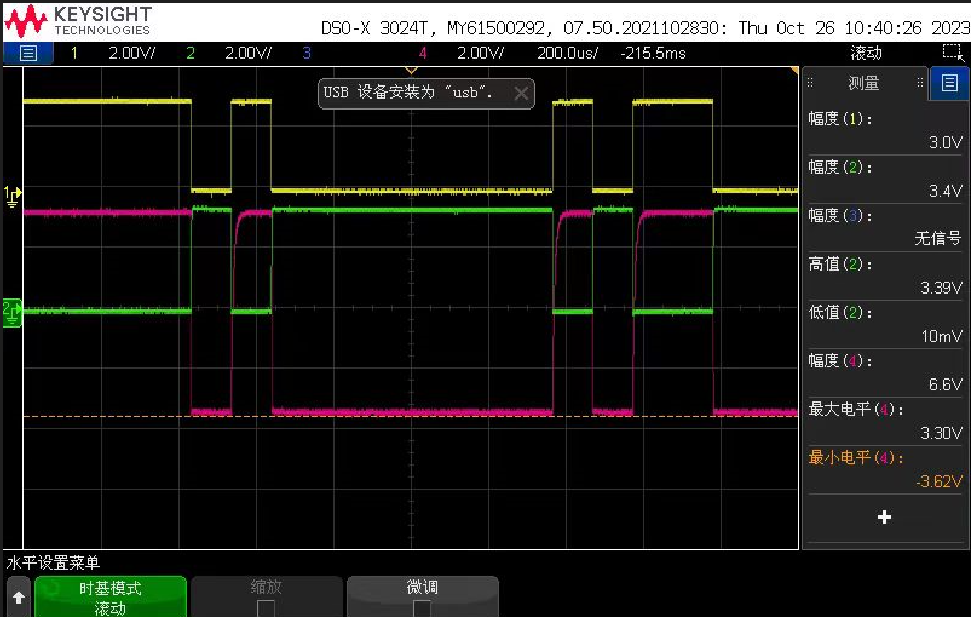 KEYSIGHT
TECHNOLOGIES
DSO-X 3024T, MY61500292, 07.50.2021102830: Thu Oct 26 10:40:26 2023
1 2.00V/ 2 2.00V/ 3 4 2.00V/ 200.0us/ -215.5ms 滚动
USB 设备安装为 "usb".
测量
幅度(1):
3.0V
幅度(2):
3.4V
幅度(3):
无信号
高值(2):
3.39V
低值(2):
10mV
幅度(4):
6.6V
最大电平(4):
3.30V
最小电平(4):
-3.62V
1
2
水平设置菜单
时基模式
滚动
缩放
微调